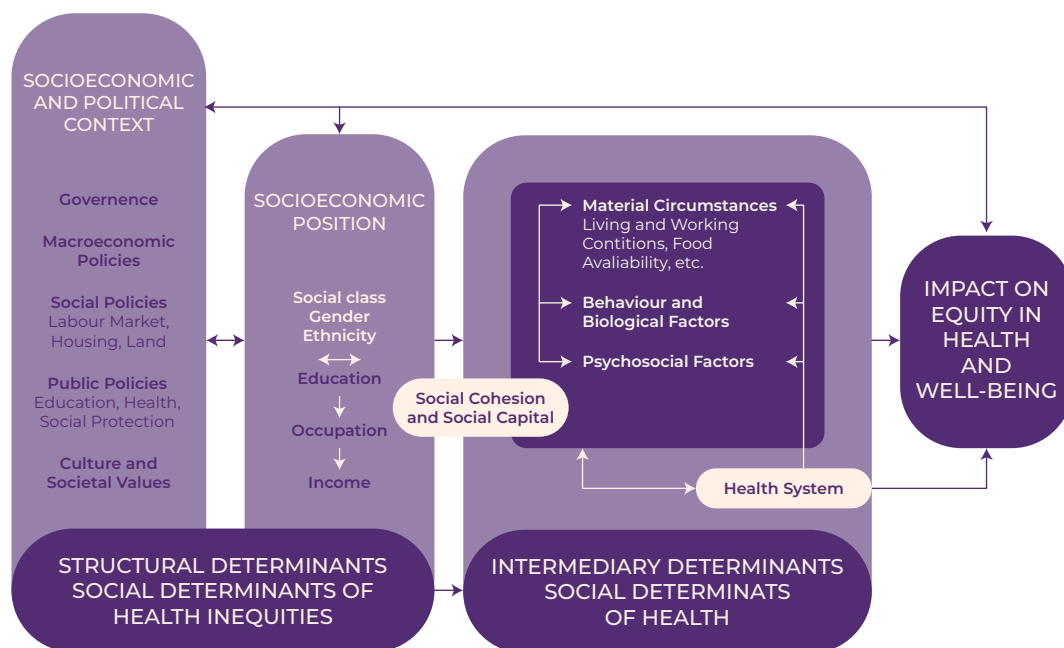 SOCIOECONOMIC
AND POLITICAL
CONTEXT
Governence
Macroeconomic
Policies
Social Policies
Labour Market,
Housing, Land
Public Policies
Education, Health,
Social Protection
Culture and
Societal Values
SOCIOECONOMIC
POSITION
Social class
Gender
Ethnicity
Education
Occupation
Income
Social Cohesion
and Social Capital
Material Circumstances
Living and Working
Contitions, Food
Avaliability, etc.
Behaviour and
Biological Factors
Psychosocial Factors
Health System
IMPACT ON
EQUITY IN
HEALTH
AND
WELL-BEING
STRUCTURAL DETERMINANTS
SOCIAL DETERMINANTS OF
HEALTH INEQUITIES
INTERMEDIARY DETERMINANTS
SOCIAL DETERMINATS
OF HEALTH